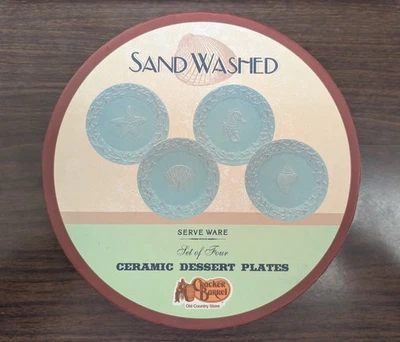 SAND WASHED
SERVE WARE
Set of Four
CERAMIC DESSERT PLATES
Cracker
Barrel
Old Country Store